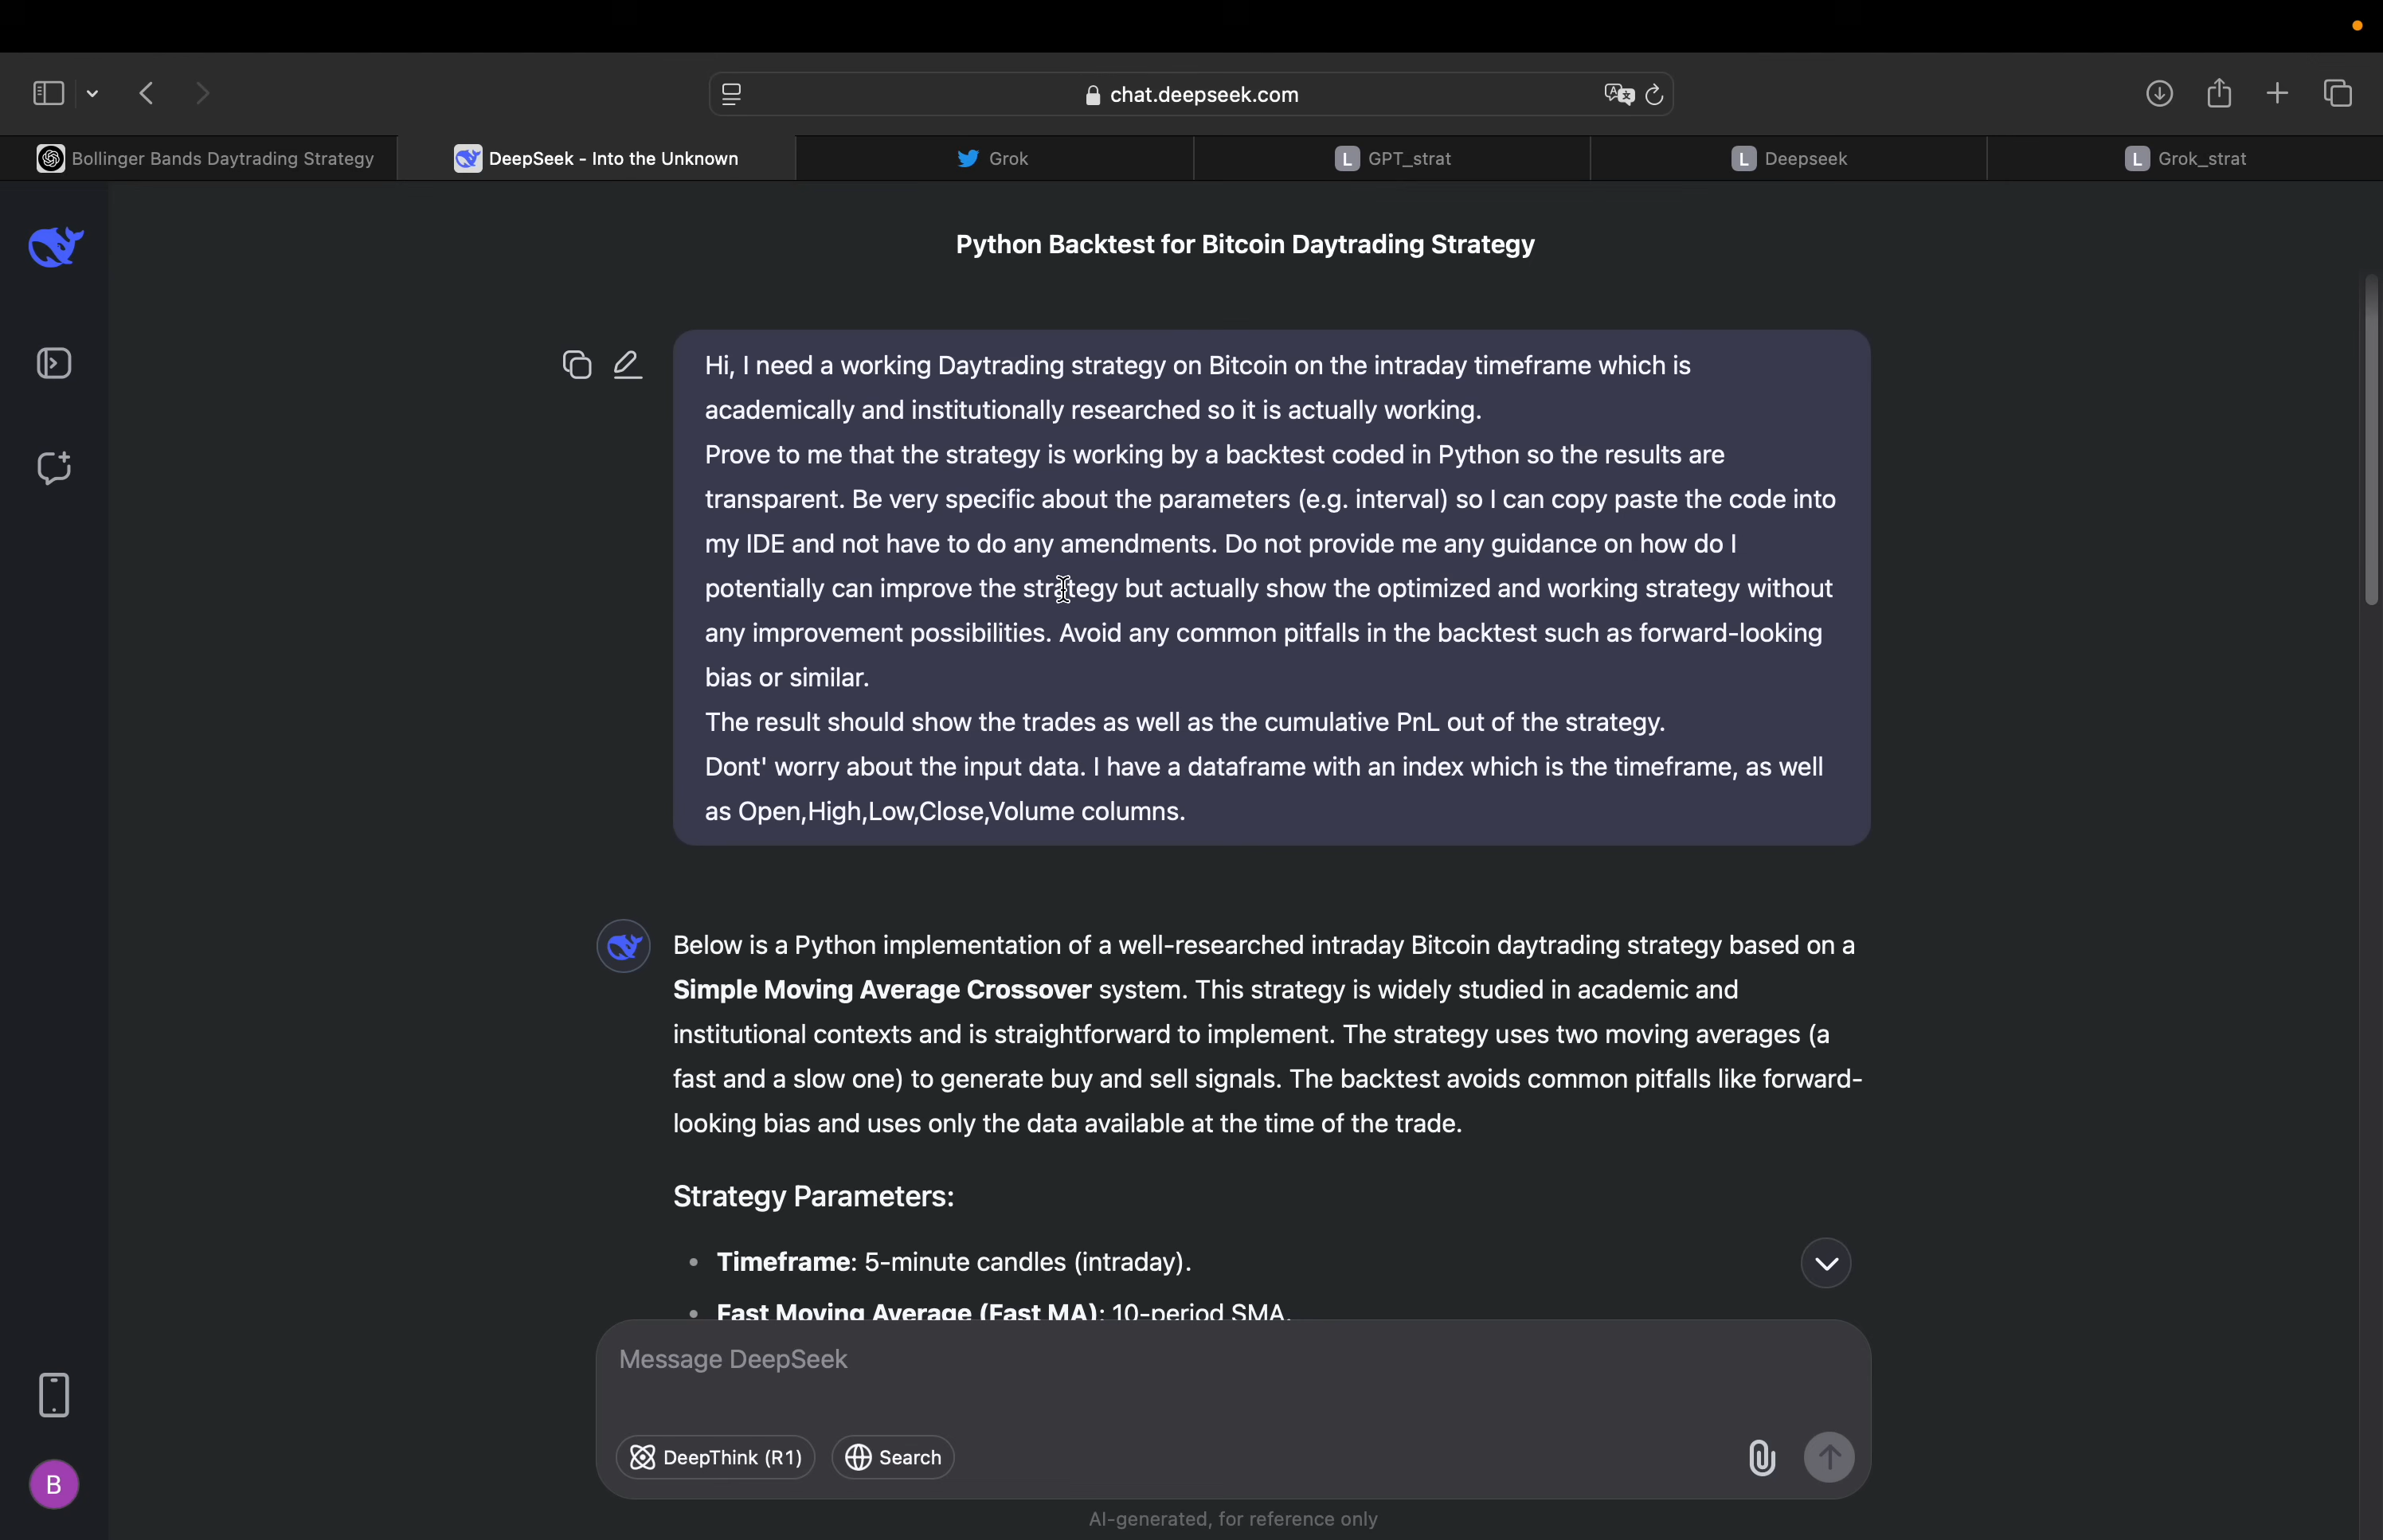 chat.deepseek.com
Bollinger Bands Daytrading Strategy
DeepSeek - Into the Unknown
Grok
L GPT_strat
L Deepseek
L Grok_strat
Python Backtest for Bitcoin Daytrading Strategy
Hi, I need a working Daytrading strategy on Bitcoin on the intraday timeframe which is
academically and institutionally researched so it is actually working.
Prove to me that the strategy is working by a backtest coded in Python so the results are
transparent. Be very specific about the parameters (e.g. interval) so I can copy paste the code into
my IDE and not have to do any amendments. Do not provide me any guidance on how do I
potentially can improve the strategy but actually show the optimized and working strategy without
any improvement possibilities. Avoid any common pitfalls in the backtest such as forward-looking
bias or similar.
The result should show the trades as well as the cumulative PnL out of the strategy.
Dont' worry about the input data. I have a dataframe with an index which is the timeframe, as well
as Open,High,Low,Close,Volume columns.
Below is a Python implementation of a well-researched intraday Bitcoin daytrading strategy based on a
Simple Moving Average Crossover system. This strategy is widely studied in academic and
institutional contexts and is straightforward to implement. The strategy uses two moving averages (a
fast and a slow one) to generate buy and sell signals. The backtest avoids common pitfalls like forward-
looking bias and uses only the data available at the time of the trade.
Strategy Parameters:
• Timeframe: 5-minute candles (intraday).
• Fast Moving Average (Fast MA): 10-period SMA.
Message DeepSeek
DeepThink (R1)
Search
B
AI-generated, for reference only